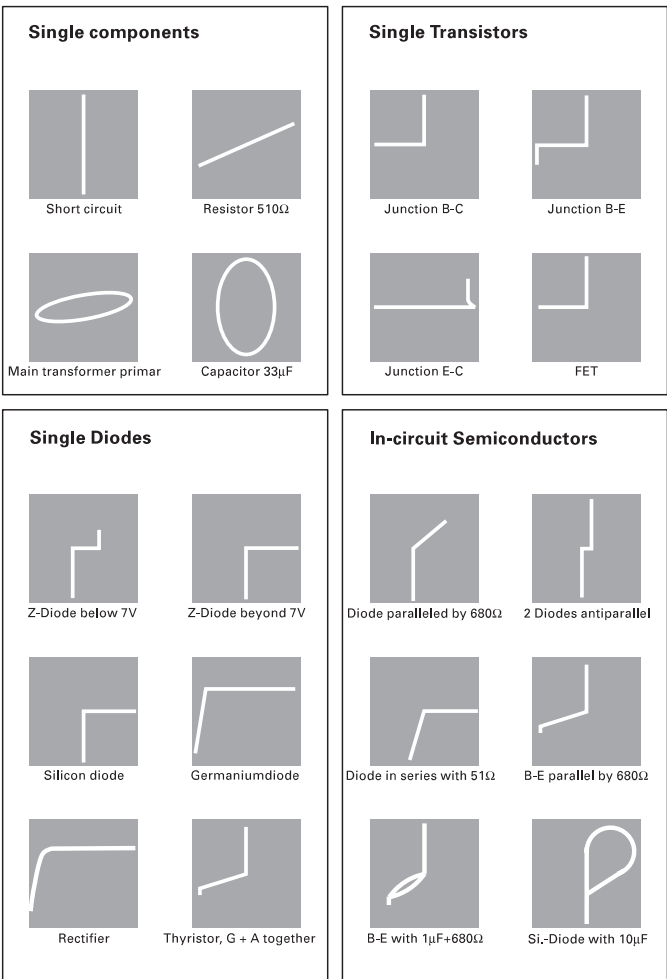 Single components
Short circuit
Resistor 510Ω
Main transformer primar
Capacitor 33µF
Single Transistors
Junction B-C
Junction B-E
Junction E-C
FET
Single Diodes
Z-Diode below 7V
Z-Diode beyond 7V
Silicon diode
Germaniumdiode
Rectifier
Thyristor, G + A together
In-circuit Semiconductors
Diode paralleled by 680Ω
2 Diodes antiparallel
Diode in series with 51Ω
B-E parallel by 680Ω
B-E with 1µF+680Ω
Si.-Diode with 10µF